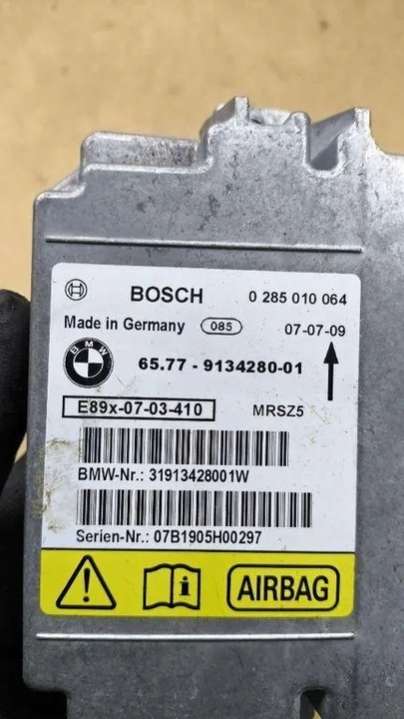 BOSCH 0 285 010 064
Made in Germany 085 07-07-09
BMW 65.77 - 9134280-01
E89x-07-03-410 MRSZ5
BMW-Nr.: 31913428001W
Serien-Nr.: 07B1905H00297
AIRBAG